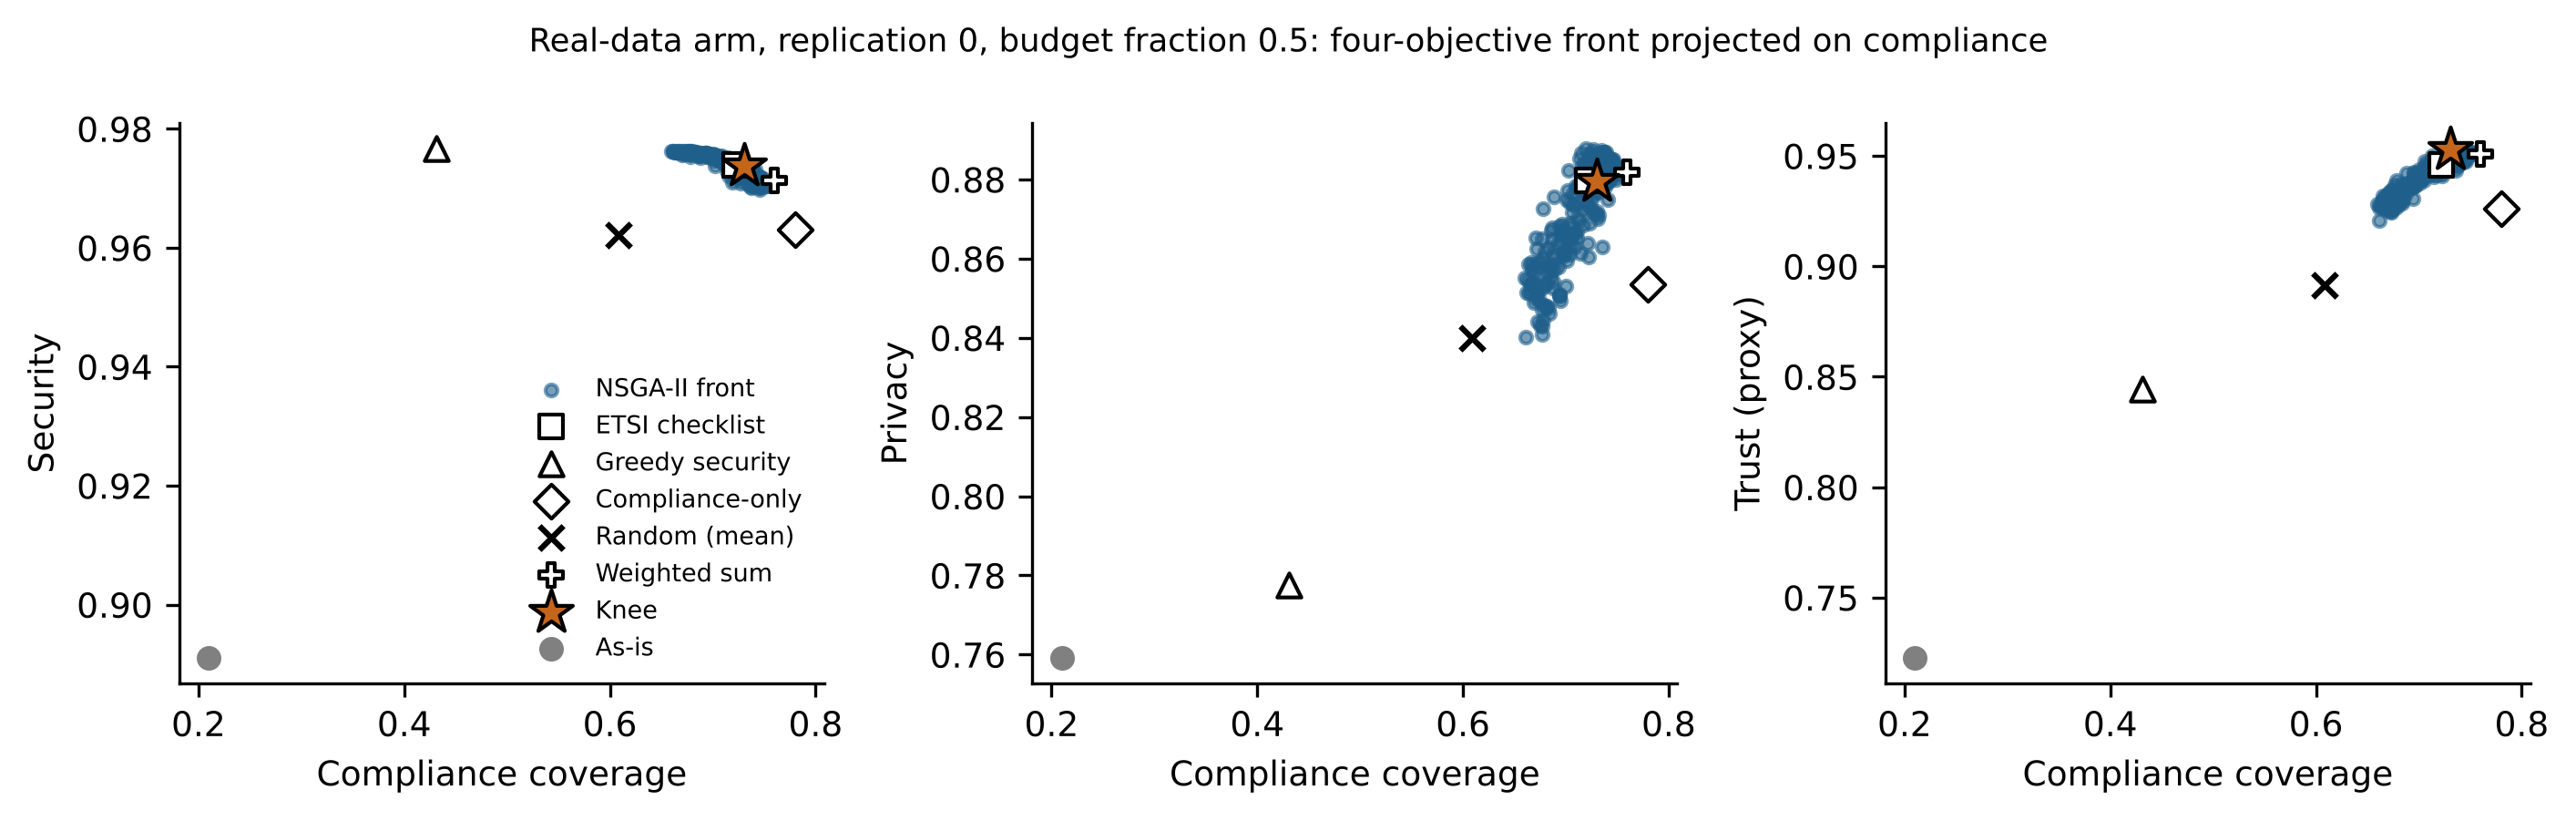 Real-data arm, replication 0, budget fraction 0.5: four-objective front projected on compliance
Security
0.98
0.96
0.94
0.92
0.90
0.2
0.4
0.6
0.8
Compliance coverage
NSGA-II front
ETSI checklist
Greedy security
Compliance-only
Random (mean)
Weighted sum
Knee
As-is
Privacy
0.88
0.86
0.84
0.82
0.80
0.78
0.76
0.2
0.4
0.6
0.8
Compliance coverage
Trust (proxy)
0.95
0.90
0.85
0.80
0.75
0.2
0.4
0.6
0.8
Compliance coverage